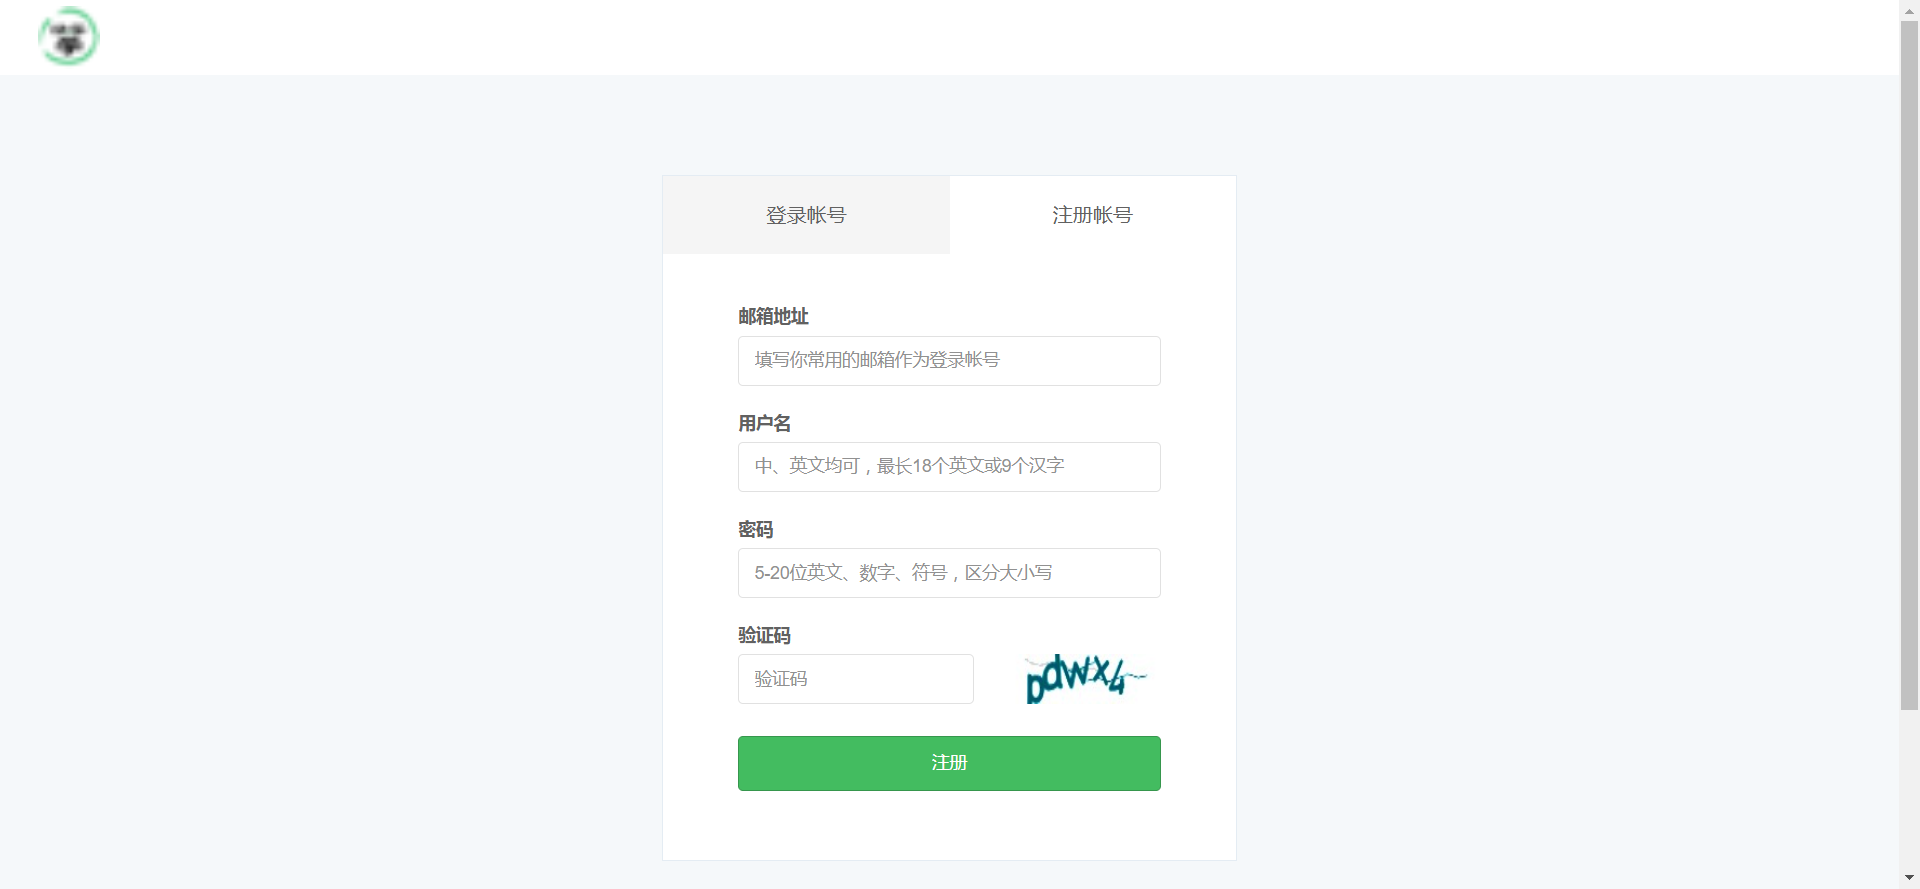 登录帐号
注册帐号
邮箱地址
填写你常用的邮箱作为登录帐号
用户名
中、英文均可，最长18个英文或9个汉字
密码
5-20位英文、数字、符号，区分大小写
验证码
验证码
pdwx4
注册